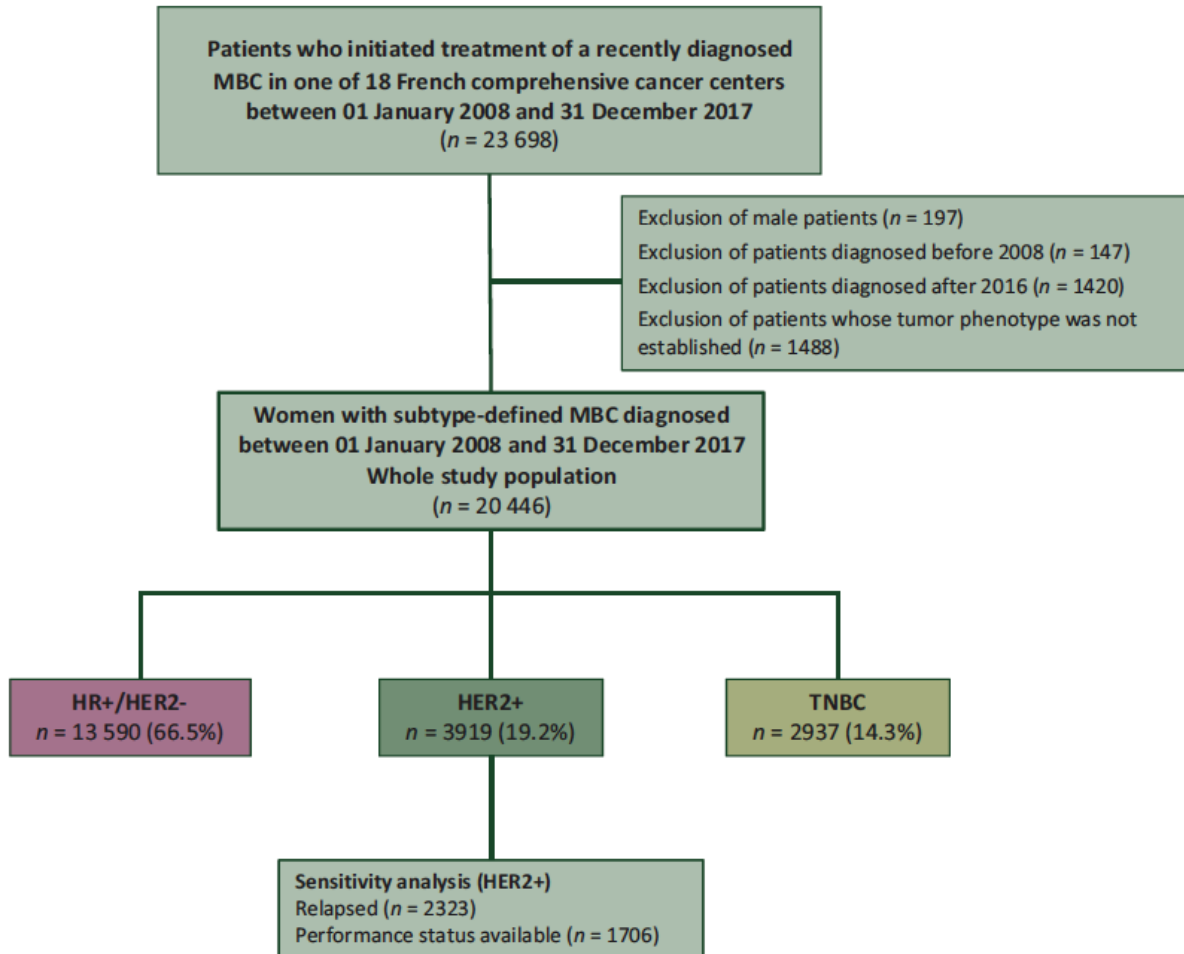 Patients who initiated treatment of a recently diagnosed
MBC in one of 18 French comprehensive cancer centers
between 01 January 2008 and 31 December 2017
(n = 23 698)
Exclusion of male patients (n = 197)
Exclusion of patients diagnosed before 2008 (n = 147)
Exclusion of patients diagnosed after 2016 (n = 1420)
Exclusion of patients whose tumor phenotype was not
established (n = 1488)
Women with subtype-defined MBC diagnosed
between 01 January 2008 and 31 December 2017
Whole study population
(n = 20 446)
HR+/HER2-
n = 13 590 (66.5%)
HER2+
n = 3919 (19.2%)
TNBC
n = 2937 (14.3%)
Sensitivity analysis (HER2+)
Relapsed (n = 2323)
Performance status available (n = 1706)